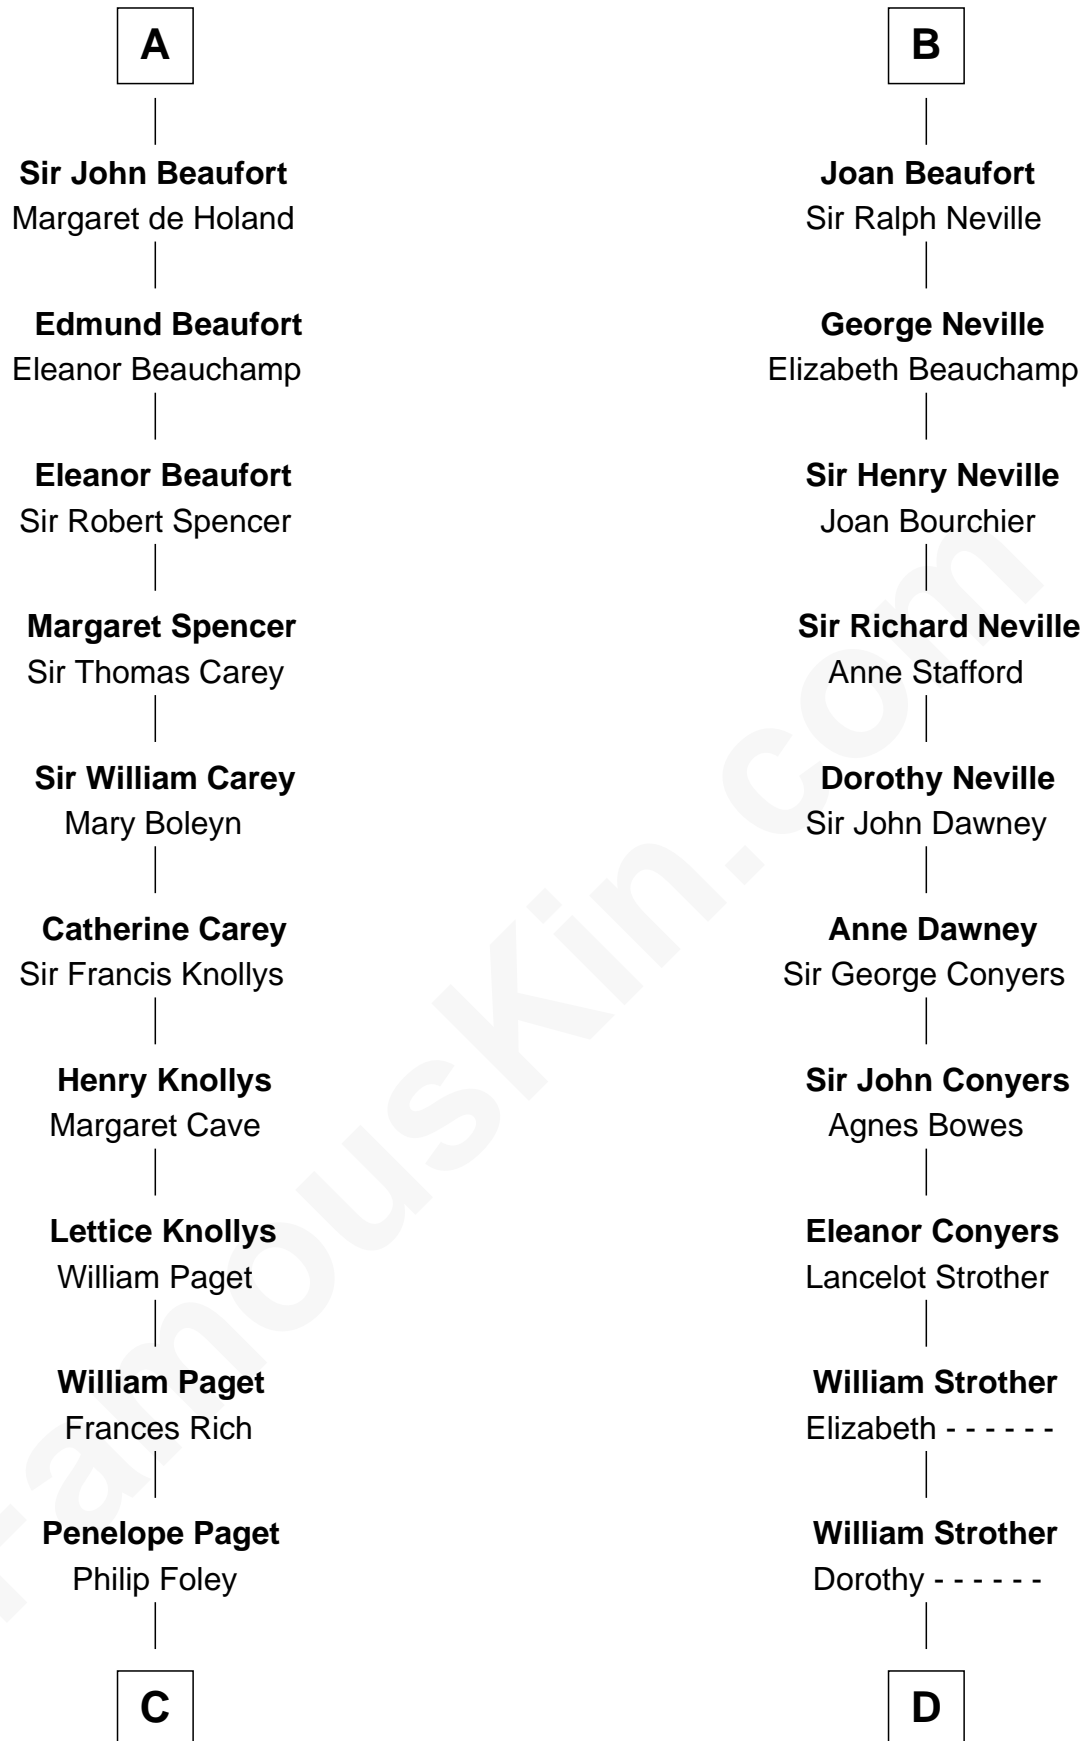 A
Sir John Beaufort
Margaret de Holand
Edmund Beaufort
Eleanor Beauchamp
Eleanor Beaufort
Sir Robert Spencer
Margaret Spencer
Sir Thomas Carey
Sir William Carey
Mary Boleyn
Catherine Carey
Sir Francis Knollys
Henry Knollys
Margaret Cave
Lettice Knollys
William Paget
William Paget
Frances Rich
Penelope Paget
Philip Foley
C
B
Joan Beaufort
Sir Ralph Neville
George Neville
Elizabeth Beauchamp
Sir Henry Neville
Joan Bourchier
Sir Richard Neville
Anne Stafford
Dorothy Neville
Sir John Dawney
Anne Dawney
Sir George Conyers
Sir John Conyers
Agnes Bowes
Eleanor Conyers
Lancelot Strother
William Strother
Elizabeth - - - - - -
William Strother
Dorothy - - - - - -
D
FamousKin.com